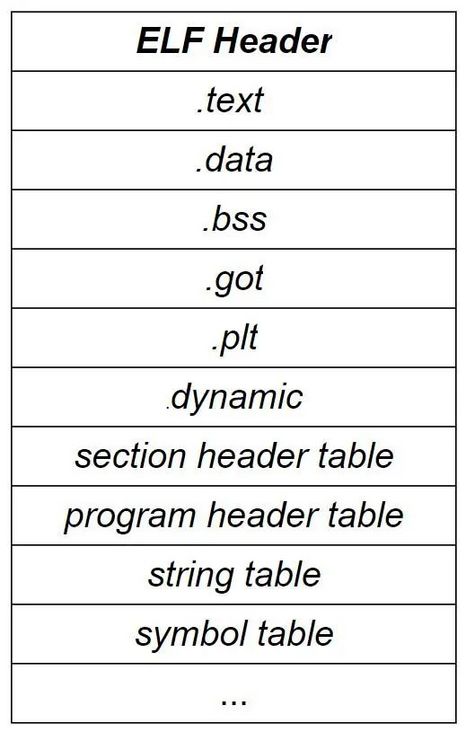 ELF Header
.text
.data
.bss
.got
.plt
.dynamic
section header table
program header table
string table
symbol table
...